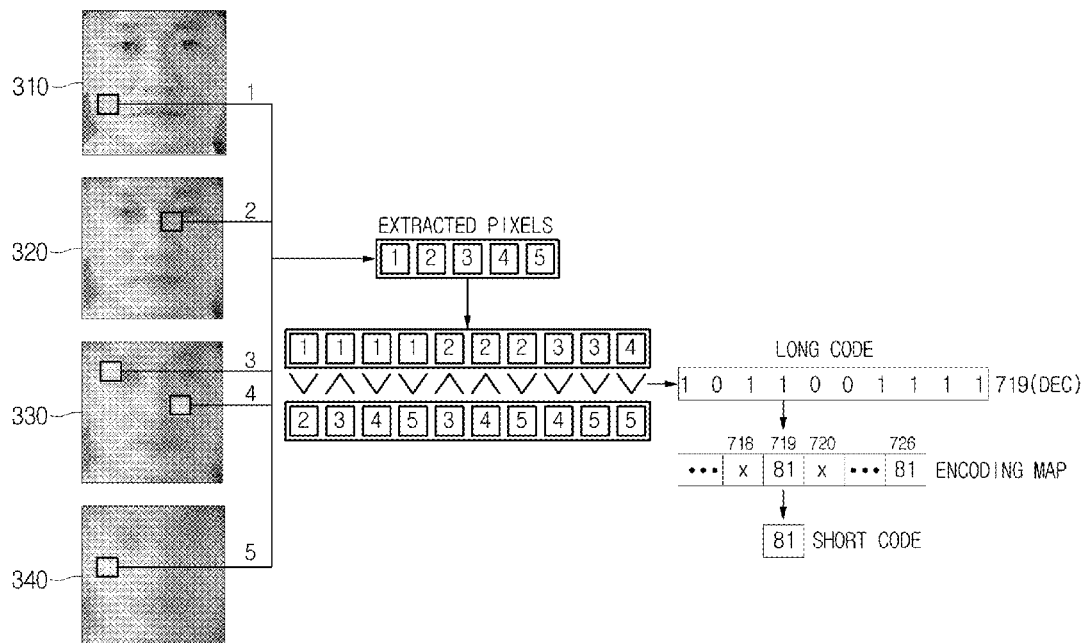 310
1
2
320
EXTRACTED PIXELS
1 2 3 4 5
1 1 1 1 2 2 2 3 3 4
2 3 4 5 3 4 5 4 5 5
3
4
330
LONG CODE
1 0 1 1 0 0 1 1 1 1 719(DEC)
718 719 720 726
••• x 81 x ••• 81 ENCODING MAP
81 SHORT CODE
5
340